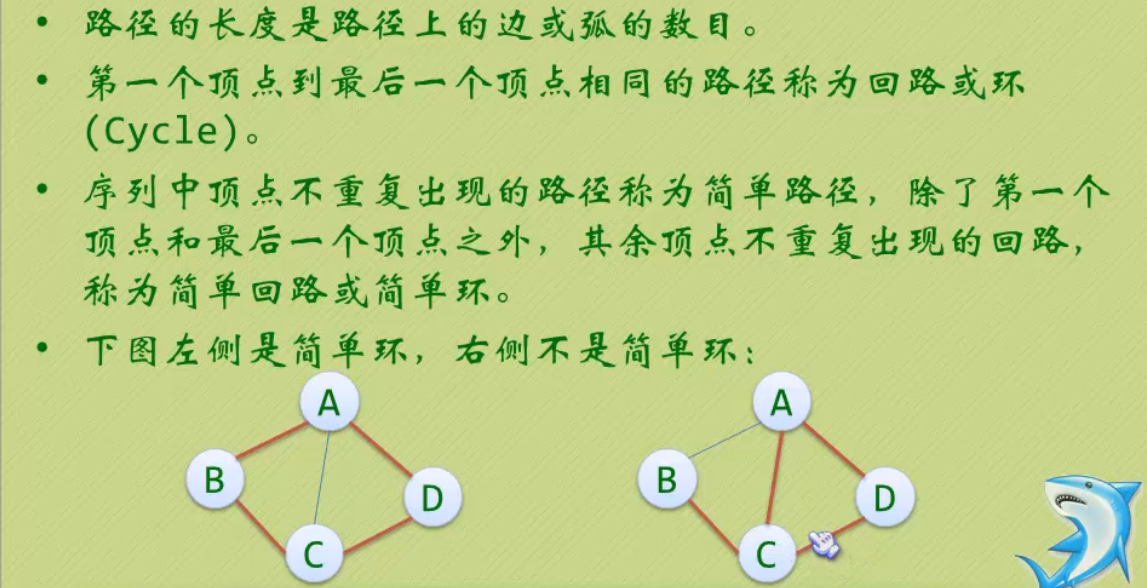 • 路径的长度是路径上的边或弧的数目。
• 第一个顶点到最后一个顶点相同的路径称为回路或环
(Cycle)。
• 序列中顶点不重复出现的路径称为简单路径，除了第一个
顶点和最后一个顶点之外，其余顶点不重复出现的回路，
称为简单回路或简单环。
• 下图左侧是简单环，右侧不是简单环：
A
B
D
C
A
B
D
C